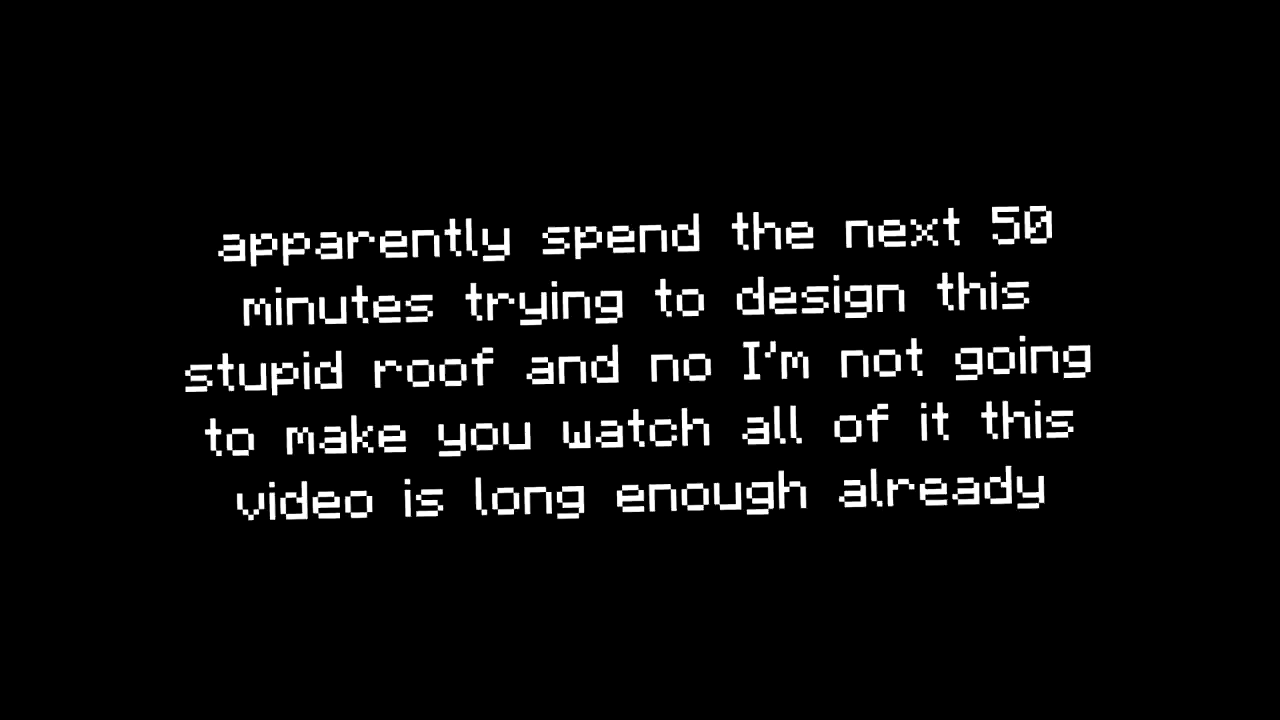 apparently spend the next 50
minutes trying to design this
stupid roof and no I'm not going
to make you watch all of it this
video is long enough already